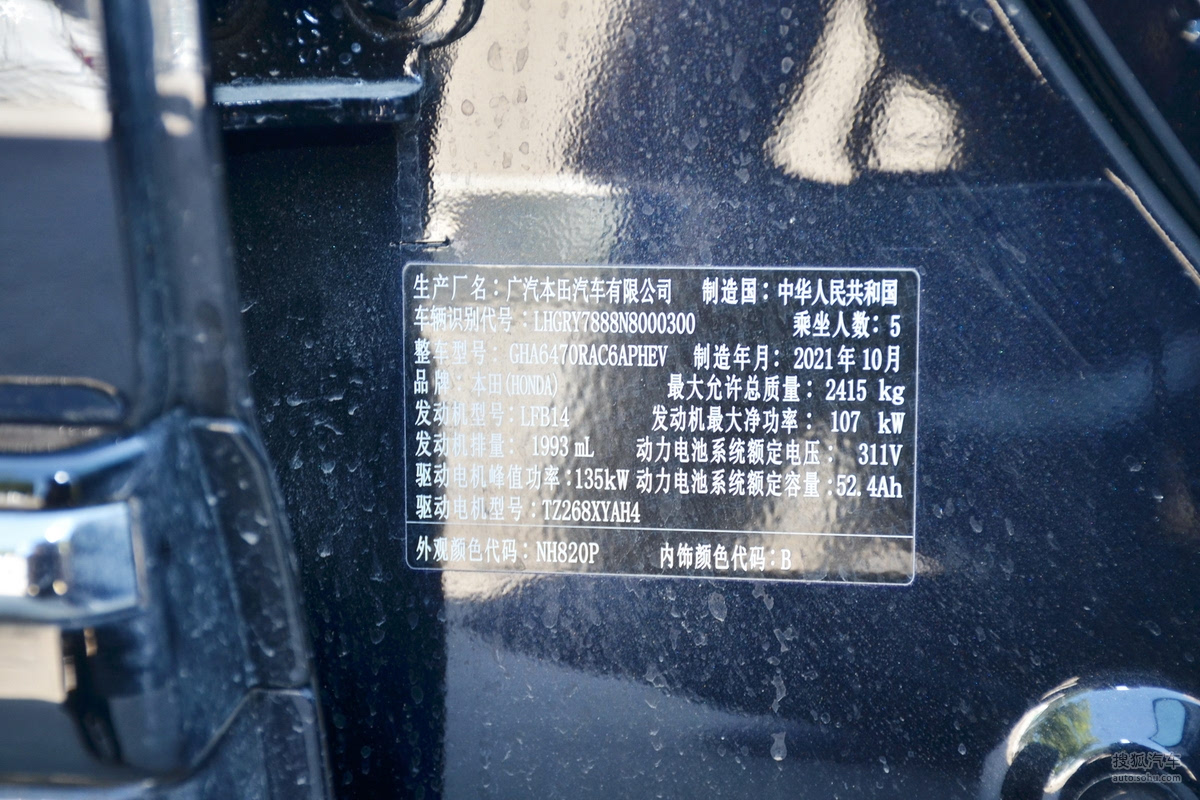 生产厂名：广汽本田汽车有限公司 制造国：中华人民共和国
车辆识别代号：LHGRY7888N8000300 乘坐人数：5
整车型号：GHA6470RAC6APHEV 制造年月：2021年10月
品牌：本田(HONDA) 最大允许总质量：2415 kg
发动机型号：LFB14 发动机最大净功率：107 kW
发动机排量：1993 mL 动力电池系统额定电压：311V
驱动电机峰值功率：135kW 动力电池系统额定容量：52.4Ah
驱动电机型号：TZ268XYAH4
外观颜色代码：NH820P 内饰颜色代码：B
搜狐汽车
auto.sohu.com